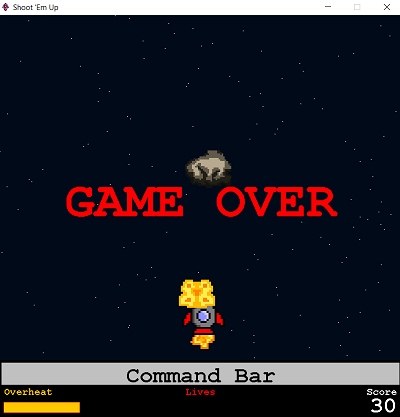 Shoot 'Em Up
GAME OVER
Command Bar
Overheat Lives Score
30